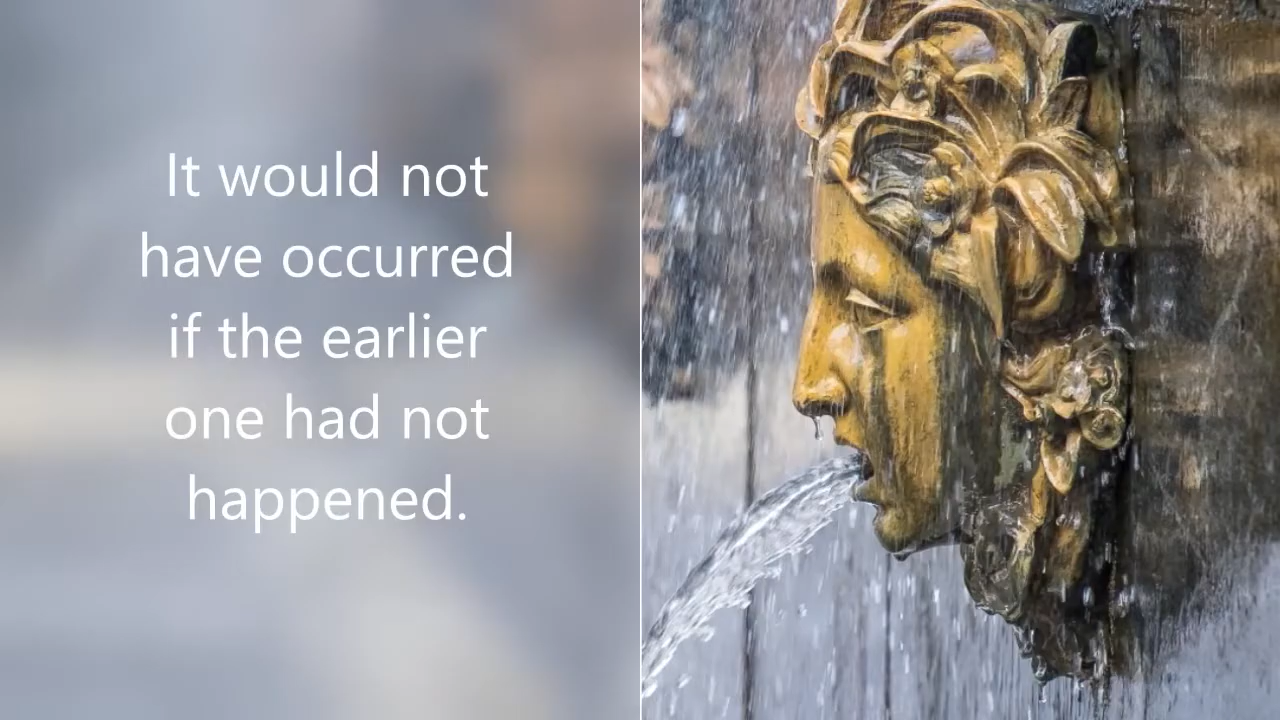 It would not
have occurred
if the earlier
one had not
happened.